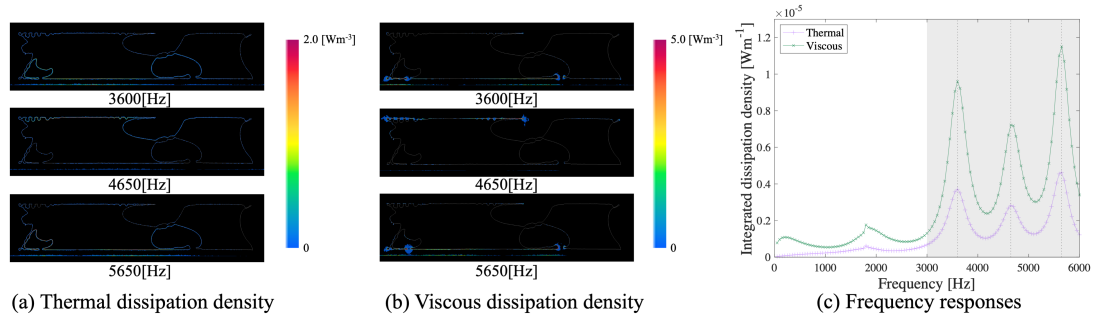 2.0 [Wm⁻³]
3600[Hz]
4650[Hz]
0
5650[Hz]
(a) Thermal dissipation density
5.0 [Wm⁻³]
3600[Hz]
4650[Hz]
0
5650[Hz]
(b) Viscous dissipation density
×10⁻⁵
Thermal
Viscous
1.2
1
0.8
0.6
0.4
0.2
0
Integrated dissipation density [Wm⁻¹]
0 1000 2000 3000 4000 5000 6000
Frequency [Hz]
(c) Frequency responses